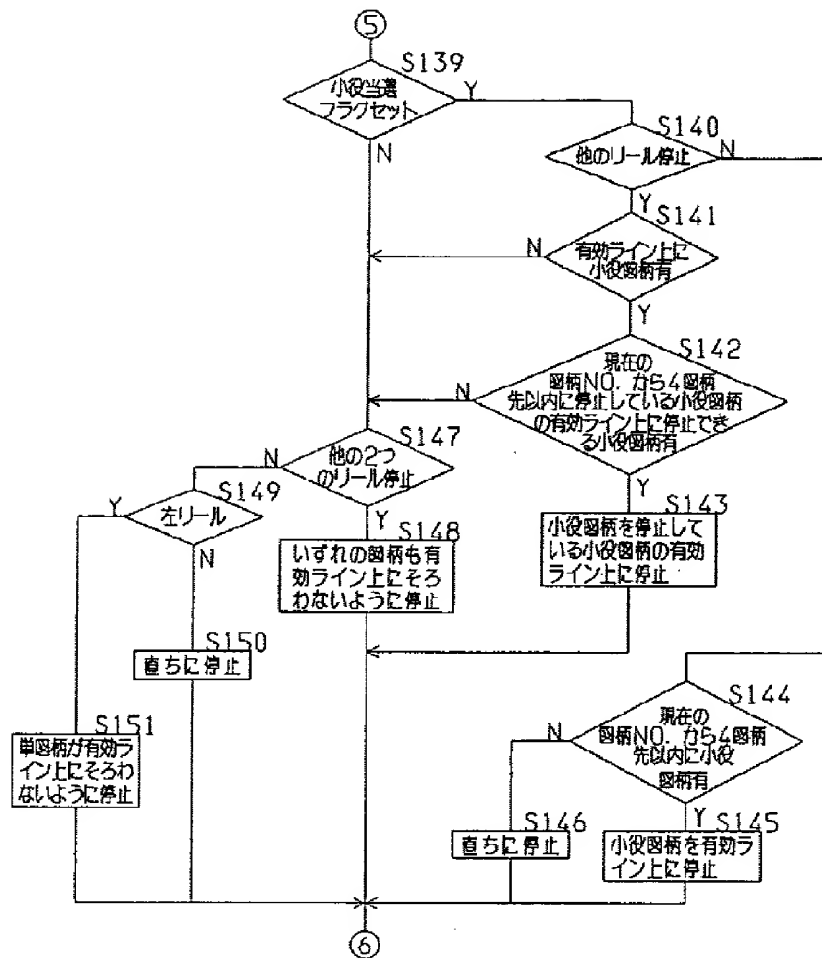 ⑤
S139
小役当選
フラグセット
Y
N
S140
他のリール停止
N
Y
S141
有効ライン上に
小役図柄有
N
Y
S142
現在の
図柄NO. から4図柄
先以内に停止している小役図柄
の有効ライン上に停止でき
る小役図柄有
N
Y
S147
他の2つ
のリール停止
N
Y
S149
左リール
Y
N
S148
いずれの図柄も有
効ライン上にそろ
わないように停止
S143
小役図柄を停止して
いる小役図柄の有効
ライン上に停止
S150
直ちに停止
S151
単図柄が有効ラ
イン上にそろわ
ないように停止
S144
現在の
図柄NO. から4図柄
先以内に小役
図柄有
N
Y
S146
直ちに停止
S145
小役図柄を有効ラ
イン上に停止
⑥